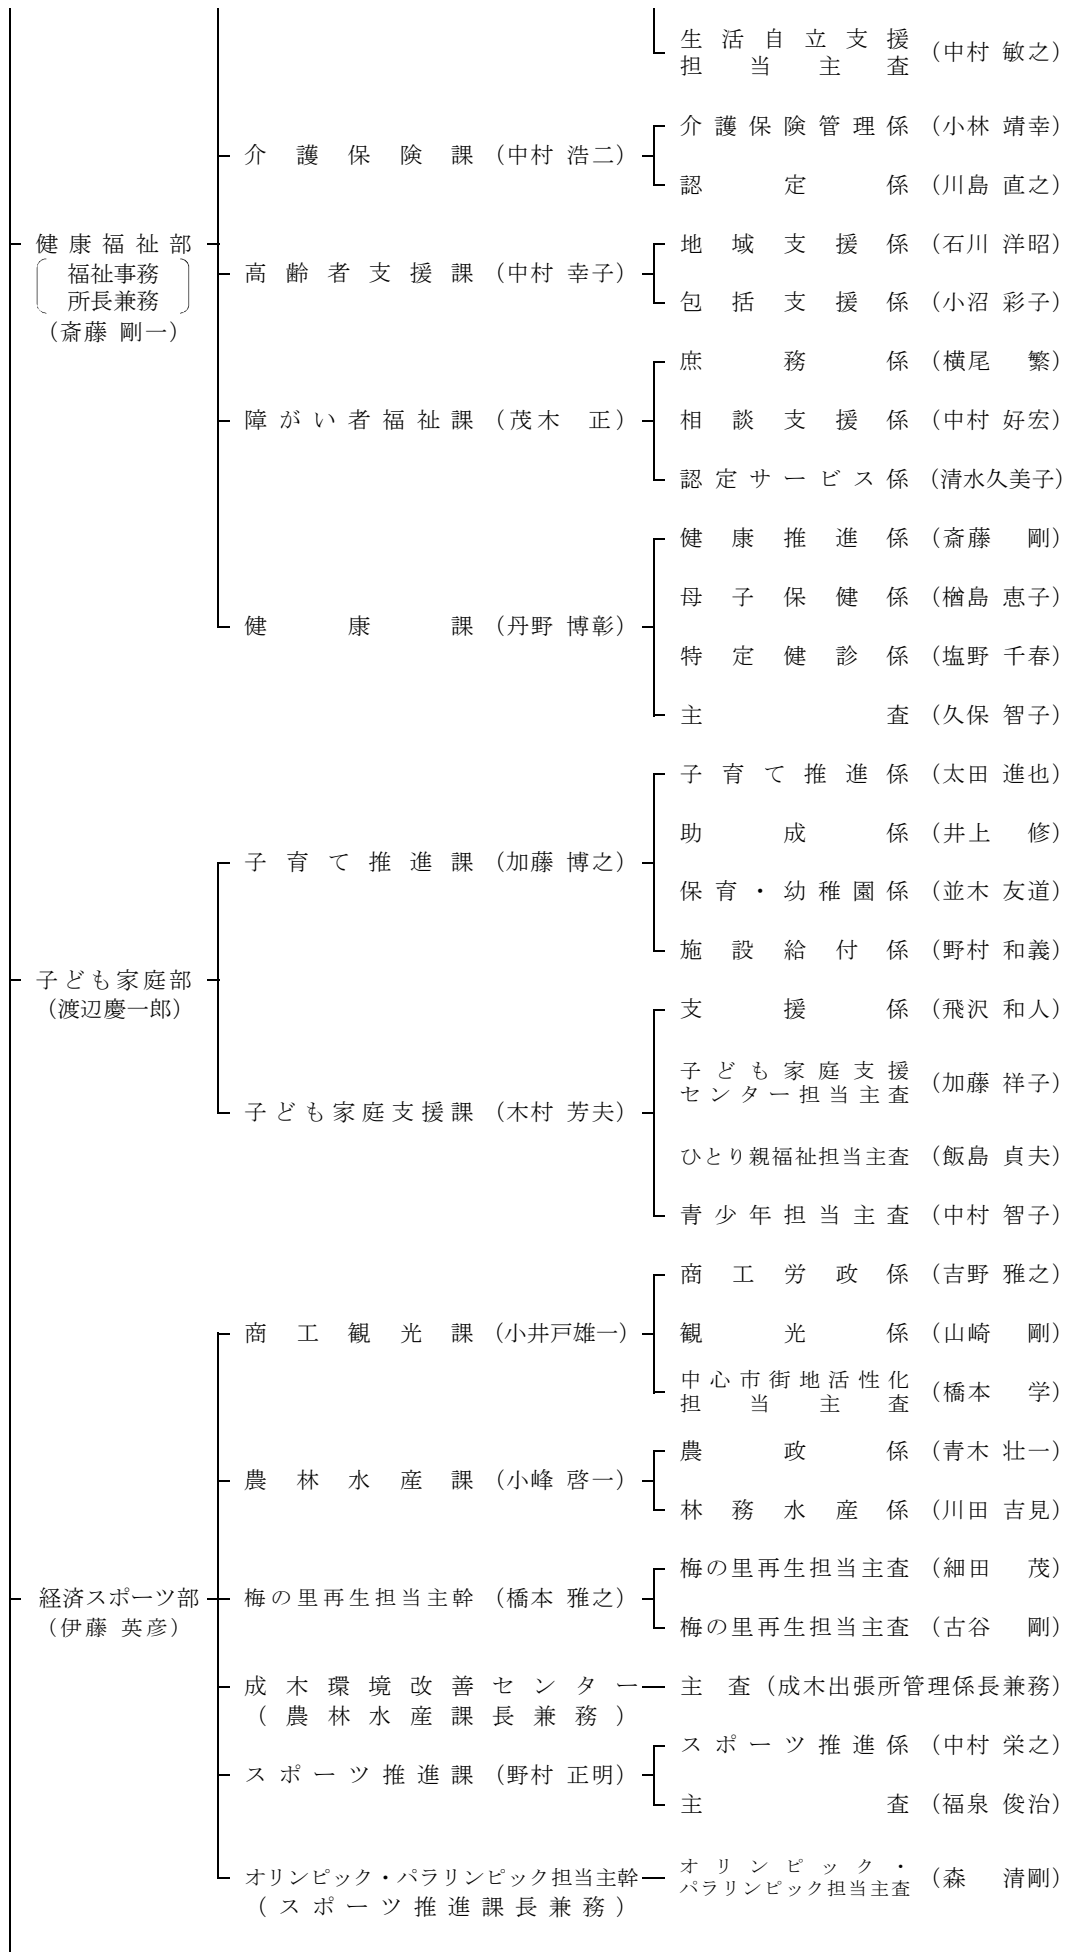 生活自立支援
担当主査 (中村 敏之)
介護保険課 (中村 浩二)
介護保険管理係 (小林 靖幸)
認定係 (川島 直之)
健康福祉部
福祉事務
所長兼務
(斎藤 剛一)
高齢者支援課 (中村 幸子)
地域支援係 (石川 洋昭)
包括支援係 (小沼 彩子)
障がい者福祉課 (茂木 正)
庶務係 (横尾 繁)
相談支援係 (中村 好宏)
認定サービス係 (清水久美子)
健康課 (丹野 博彰)
健康推進係 (斎藤 剛)
母子保健係 (楢島 恵子)
特定健診係 (塩野 千春)
主査 (久保 智子)
子ども家庭部
(渡辺慶一郎)
子育て推進課 (加藤 博之)
子育て推進係 (太田 進也)
助成係 (井上 修)
保育・幼稚園係 (並木 友道)
施設給付係 (野村 和義)
子ども家庭支援課 (木村 芳夫)
支援係 (飛沢 和人)
子ども家庭支援
センター担当主査 (加藤 祥子)
ひとり親福祉担当主査 (飯島 貞夫)
青少年担当主査 (中村 智子)
経済スポーツ部
(伊藤 英彦)
商工観光課 (小井戸雄一)
商工労政係 (吉野 雅之)
観光係 (山崎 剛)
中心市街地活性化
担当主査 (橋本 学)
農林水産課 (小峰 啓一)
農政係 (青木 壮一)
林務水産係 (川田 吉見)
梅の里再生担当主幹 (橋本 雅之)
梅の里再生担当主査 (細田 茂)
梅の里再生担当主査 (古谷 剛)
成木環境改善センター
(農林水産課長兼務)
主査 (成木出張所管理係長兼務)
スポーツ推進課 (野村 正明)
スポーツ推進係 (中村 栄之)
主査 (福泉 俊治)
オリンピック・パラリンピック担当主幹
(スポーツ推進課長兼務)
オリンピック・
パラリンピック担当主査 (森 清剛)